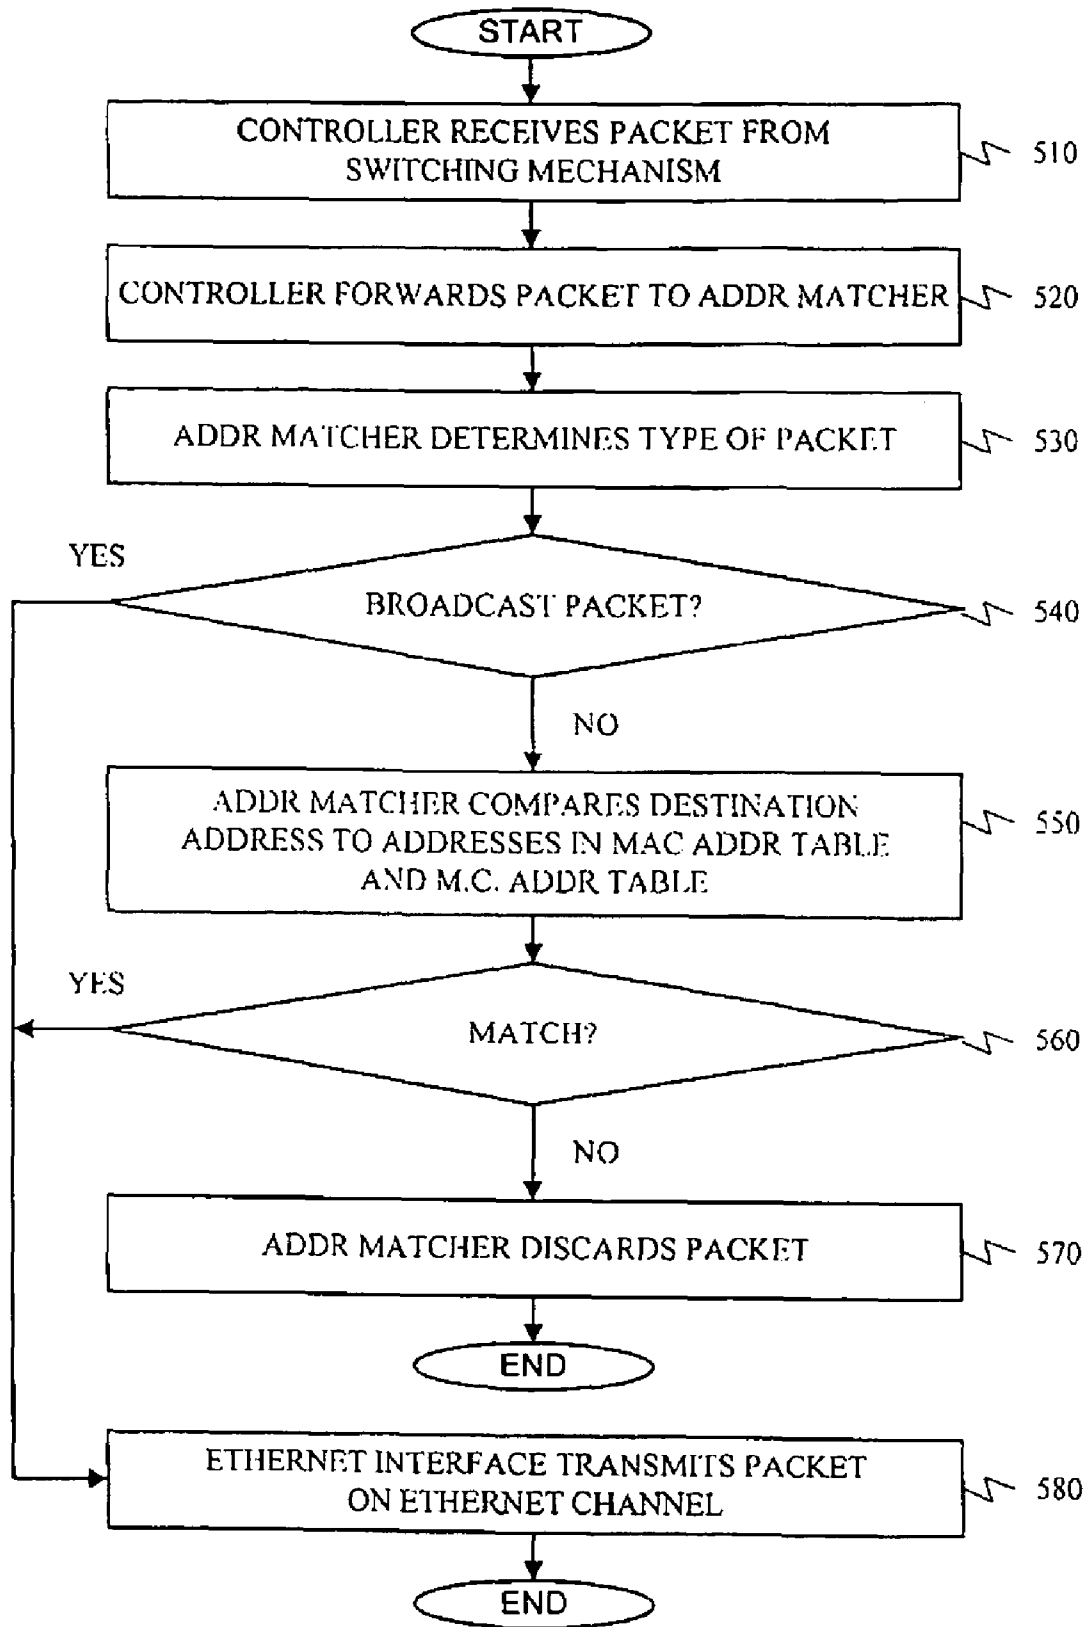 START
CONTROLLER RECEIVES PACKET FROM
SWITCHING MECHANISM
510
CONTROLLER FORWARDS PACKET TO ADDR MATCHER
520
ADDR MATCHER DETERMINES TYPE OF PACKET
530
YES
BROADCAST PACKET?
540
NO
ADDR MATCHER COMPARES DESTINATION
ADDRESS TO ADDRESSES IN MAC ADDR TABLE
AND M.C. ADDR TABLE
550
YES
MATCH?
560
NO
ADDR MATCHER DISCARDS PACKET
570
END
ETHERNET INTERFACE TRANSMITS PACKET
ON ETHERNET CHANNEL
580
END